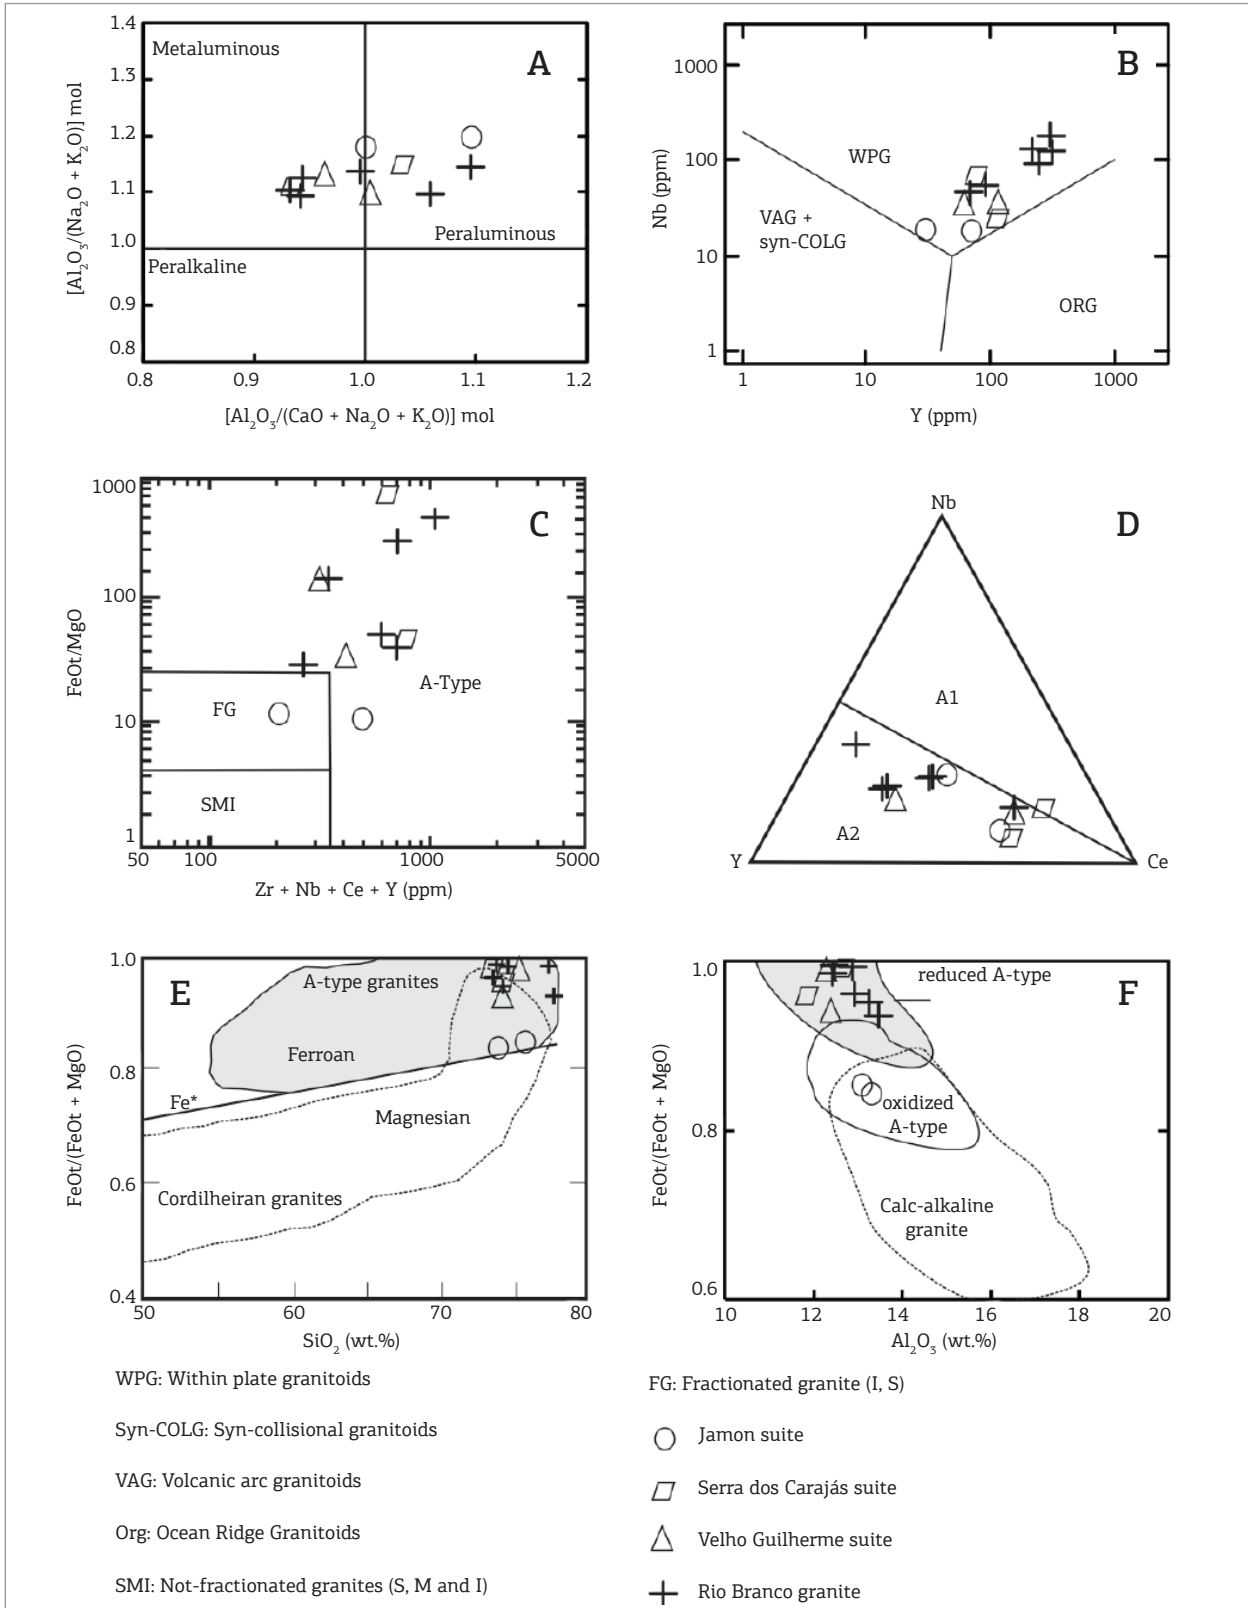 A
1.4
1.3
1.2
1.1
1.0
0.9
0.8
Metaluminous
Peraluminous
Peralkaline
0.8 0.9 1.0 1.1 1.2
[Al2O3/(Na2O + K2O)] mol
[Al2O3/(CaO + Na2O + K2O)] mol
B
1000
100
10
1
WPG
VAG +
syn-COLG
ORG
1 10 100 1000
Nb (ppm)
Y (ppm)
C
1000
100
10
1
A-Type
FG
SMI
50 100 1000 5000
FeOt/MgO
Zr + Nb + Ce + Y (ppm)
D
Nb
A1
A2
Y
Ce
E
1.0
0.8
0.6
0.4
A-type granites
Ferroan
Fe*
Magnesian
Cordilheiran granites
50 60 70 80
FeOt/(FeOt + MgO)
SiO2 (wt.%)
F
1.0
0.8
0.6
reduced A-type
oxidized
A-type
Calc-alkaline
granite
10 12 14 16 18 20
FeOt/(FeOt + MgO)
Al2O3 (wt.%)
WPG: Within plate granitoids
Syn-COLG: Syn-collisional granitoids
VAG: Volcanic arc granitoids
Org: Ocean Ridge Granitoids
SMI: Not-fractionated granites (S, M and I)
FG: Fractionated granite (I, S)
Jamon suite
Serra dos Carajás suite
Velho Guilherme suite
Rio Branco granite